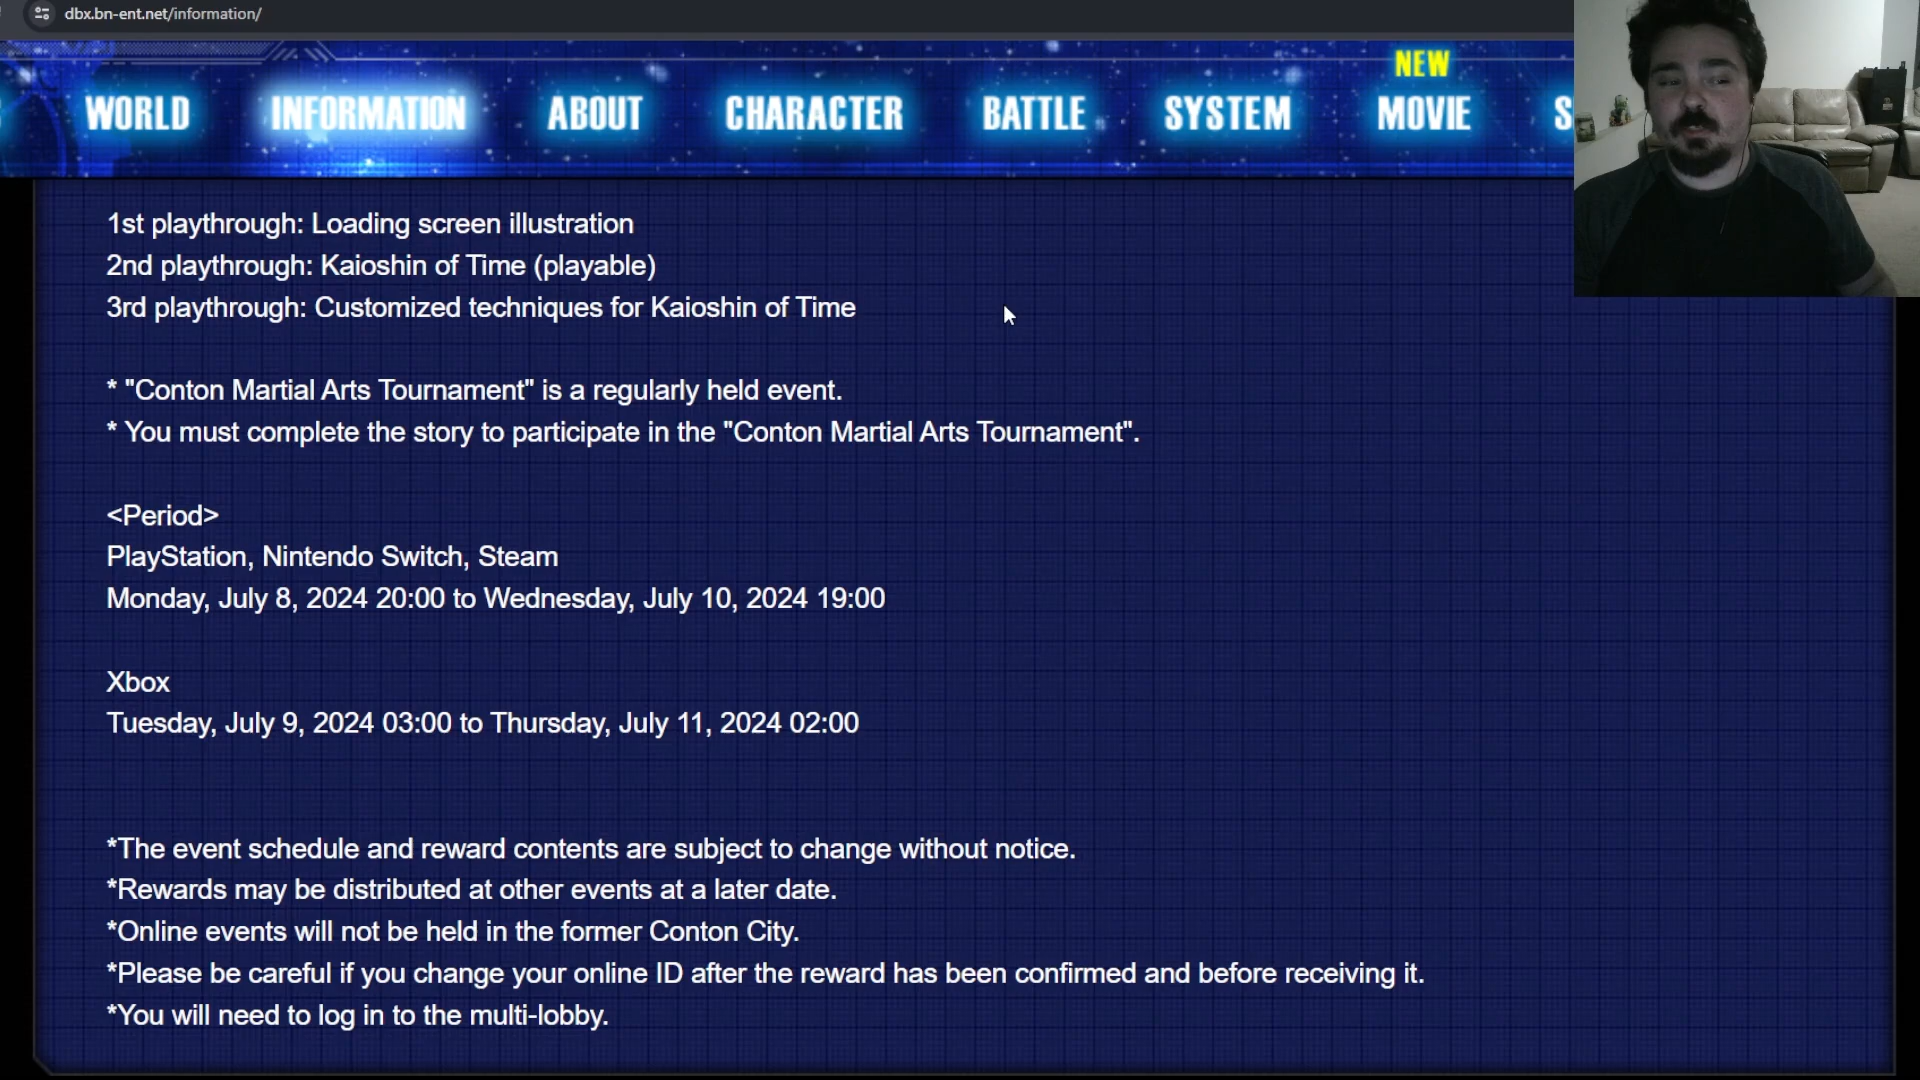 dbx.bn-ent.net/information/
NEW
WORLD INFORMATION ABOUT CHARACTER BATTLE SYSTEM MOVIE S
1st playthrough: Loading screen illustration
2nd playthrough: Kaioshin of Time (playable)
3rd playthrough: Customized techniques for Kaioshin of Time
* "Conton Martial Arts Tournament" is a regularly held event.
* You must complete the story to participate in the "Conton Martial Arts Tournament".
<Period>
PlayStation, Nintendo Switch, Steam
Monday, July 8, 2024 20:00 to Wednesday, July 10, 2024 19:00
Xbox
Tuesday, July 9, 2024 03:00 to Thursday, July 11, 2024 02:00
*The event schedule and reward contents are subject to change without notice.
*Rewards may be distributed at other events at a later date.
*Online events will not be held in the former Conton City.
*Please be careful if you change your online ID after the reward has been confirmed and before receiving it.
*You will need to log in to the multi-lobby.